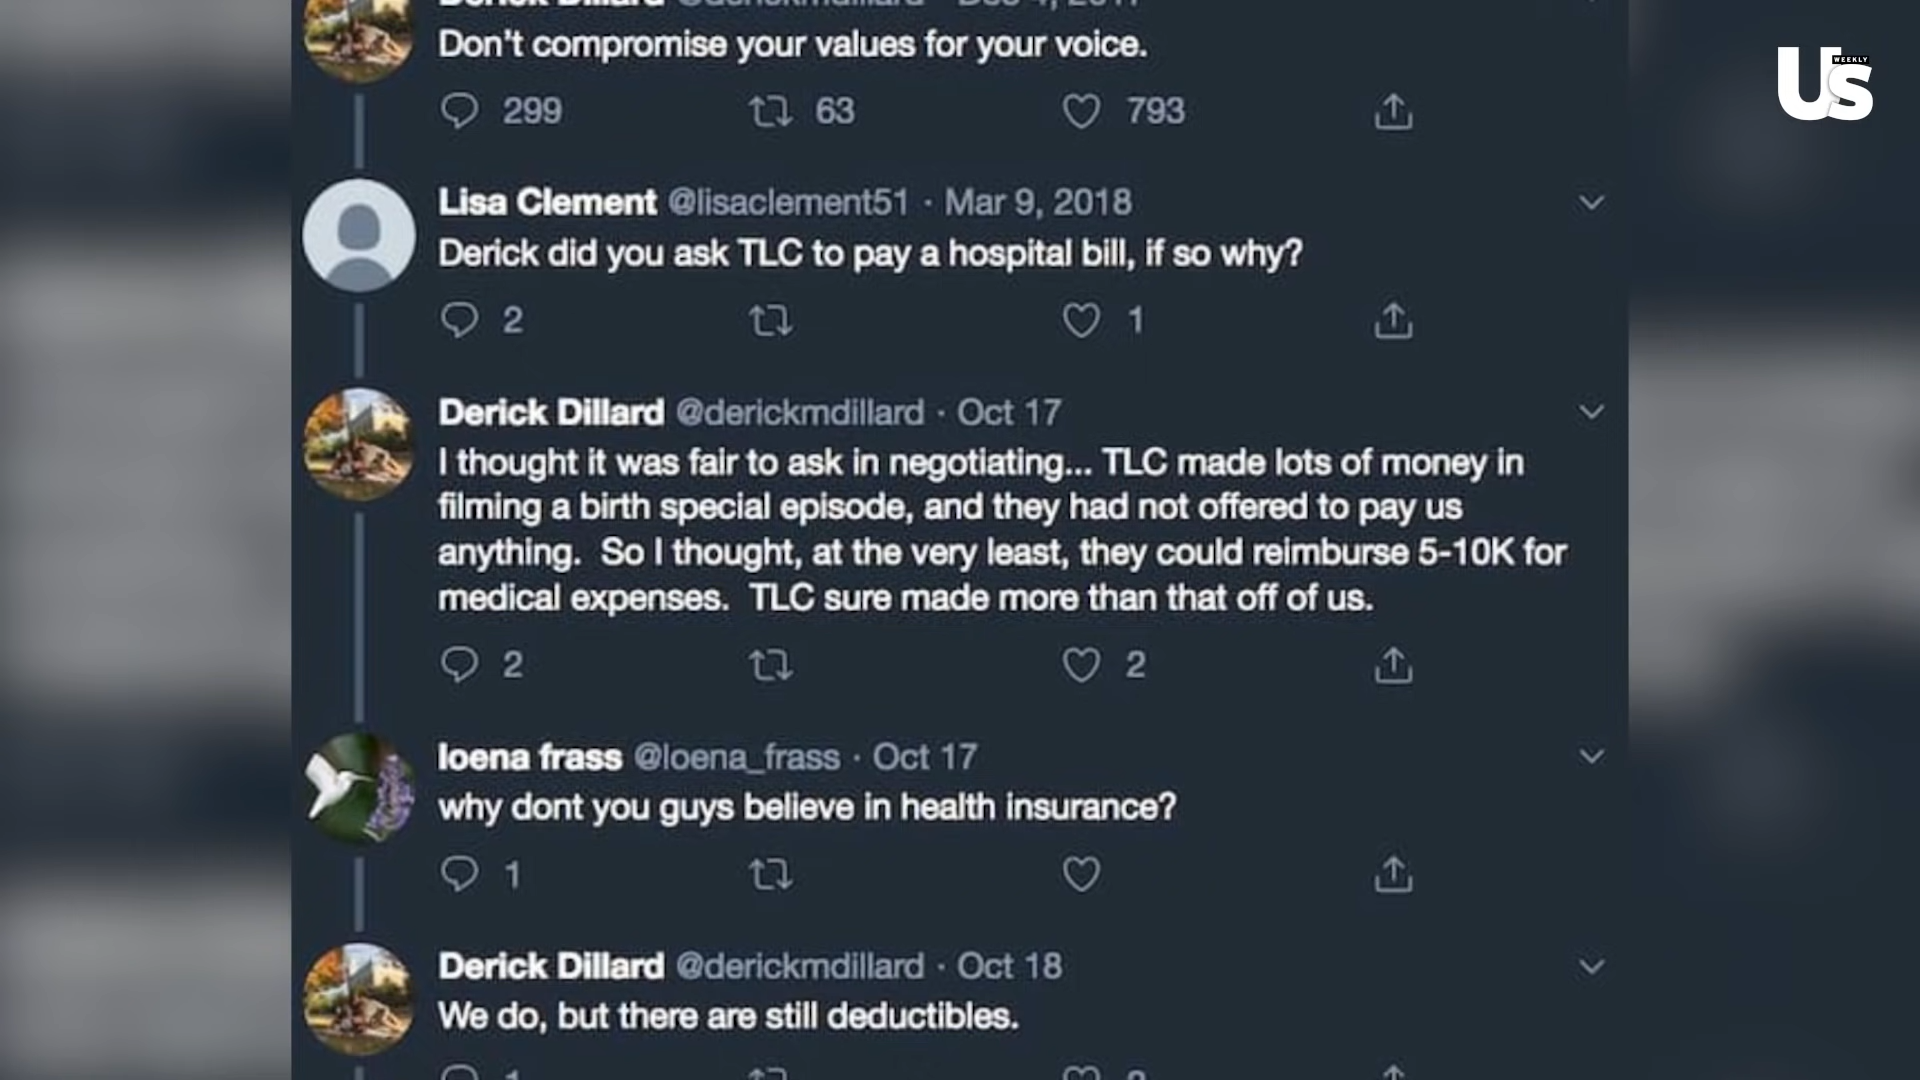 Derick Dillard @derickmdillard · Dec 4, 2017
Don't compromise your values for your voice.
299 63 793
Us
WEEKLY
Lisa Clement @lisaclement51 · Mar 9, 2018
Derick did you ask TLC to pay a hospital bill, if so why?
2 1
Derick Dillard @derickmdillard · Oct 17
I thought it was fair to ask in negotiating... TLC made lots of money in
filming a birth special episode, and they had not offered to pay us
anything.  So I thought, at the very least, they could reimburse 5-10K for
medical expenses.  TLC sure made more than that off of us.
2 2
loena frass @loena_frass · Oct 17
why dont you guys believe in health insurance?
1
Derick Dillard @derickmdillard · Oct 18
We do, but there are still deductibles.